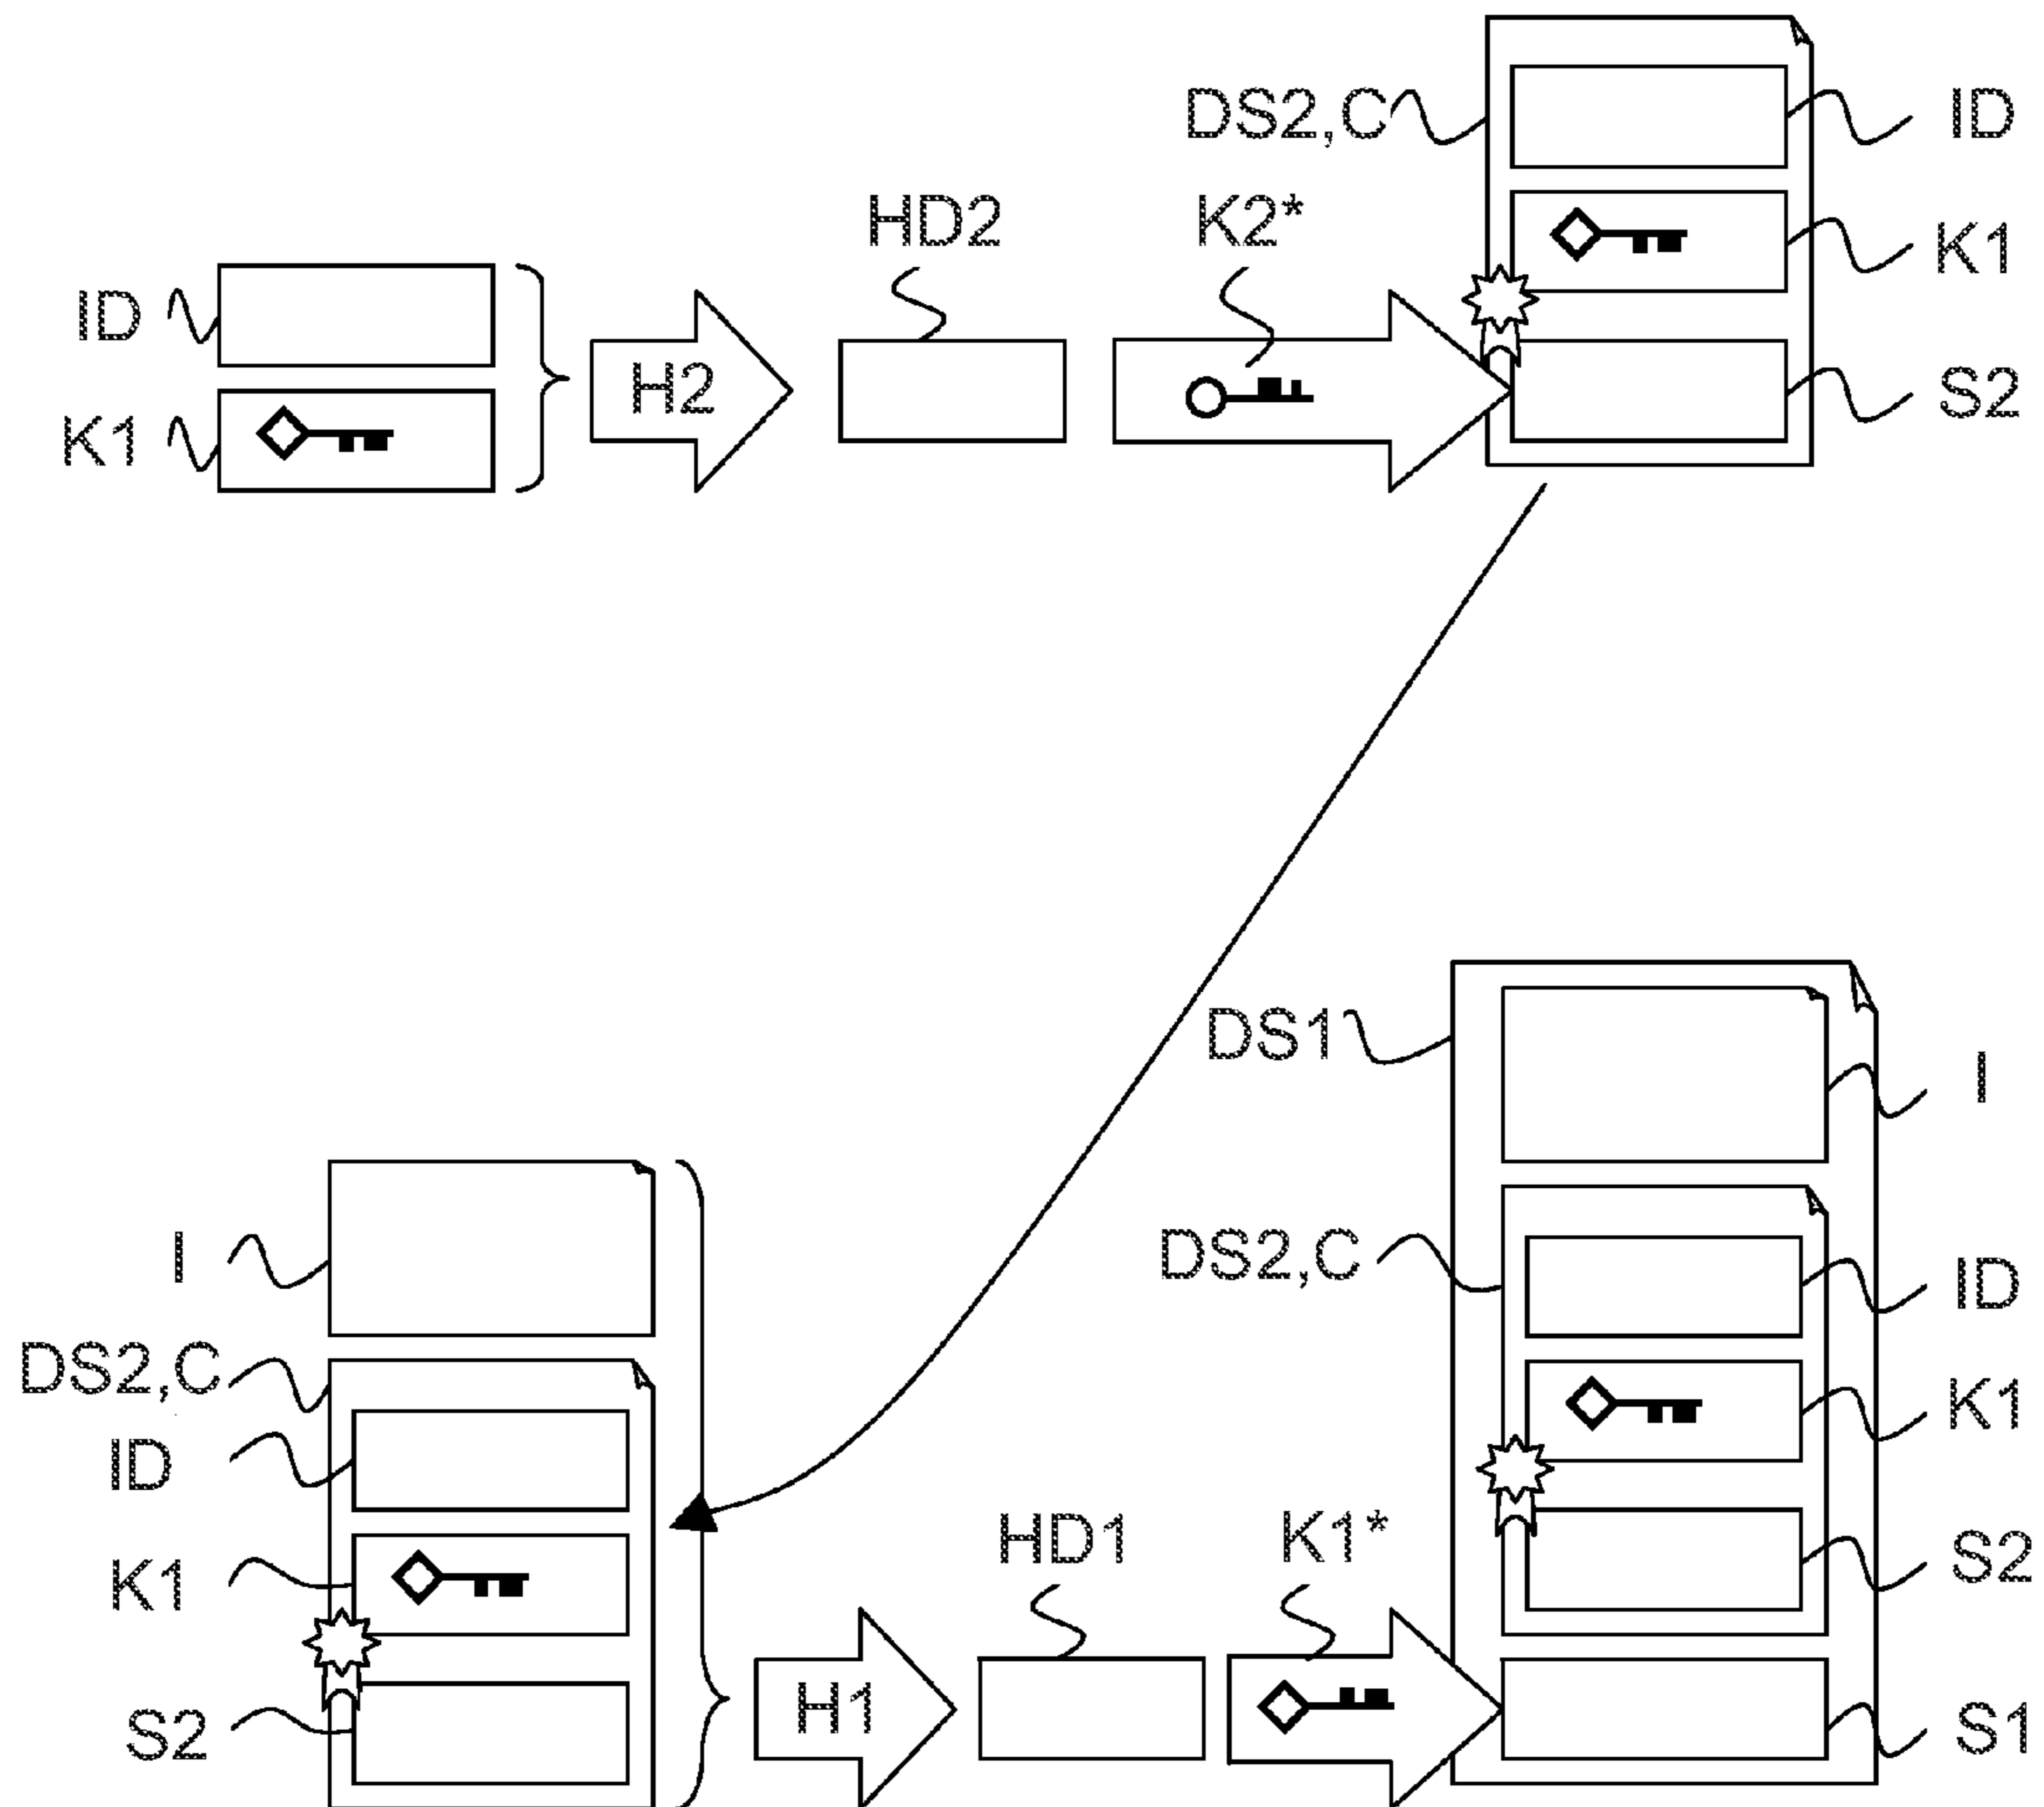 DS2,C
ID
HD2
K2*
K1
ID
H2
K1
S2
DS1
I
I
DS2,C
ID
DS2,C
K1
ID
HD1
K1*
K1
S2
H1
S2
S1